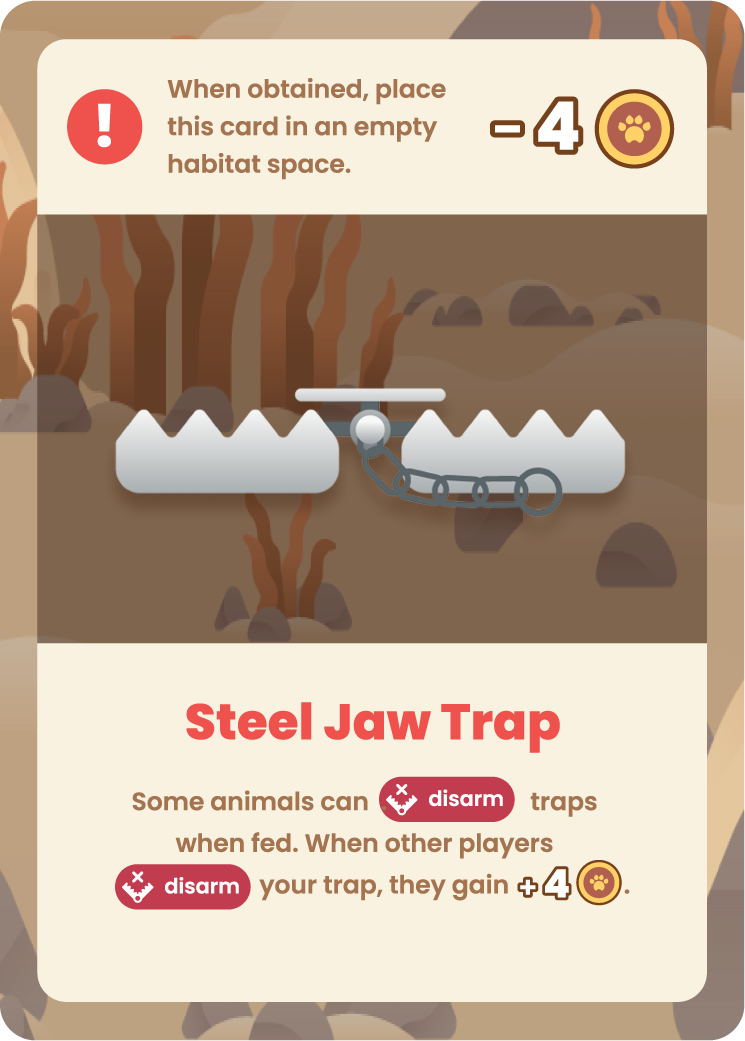 !
When obtained, place
this card in an empty
habitat space.
-4
Steel Jaw Trap
Some animals can disarm traps
when fed. When other players
disarm your trap, they gain +4.